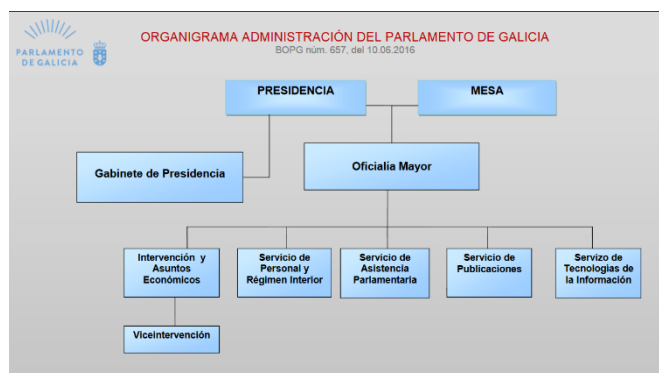 PARLAMENTO
DE GALICIA
ORGANIGRAMA ADMINISTRACIÓN DEL PARLAMENTO DE GALICIA
BOPG núm. 657, del 10.06.2016
PRESIDENCIA
MESA
Gabinete de Presidencia
Oficialía Mayor
Intervención y
Asuntos
Económicos
Servicio de
Personal y
Régimen Interior
Servicio de
Asistencia
Parlamentaria
Servicio de
Publicaciones
Servizo de
Tecnologías de
la Información
Viceintervención